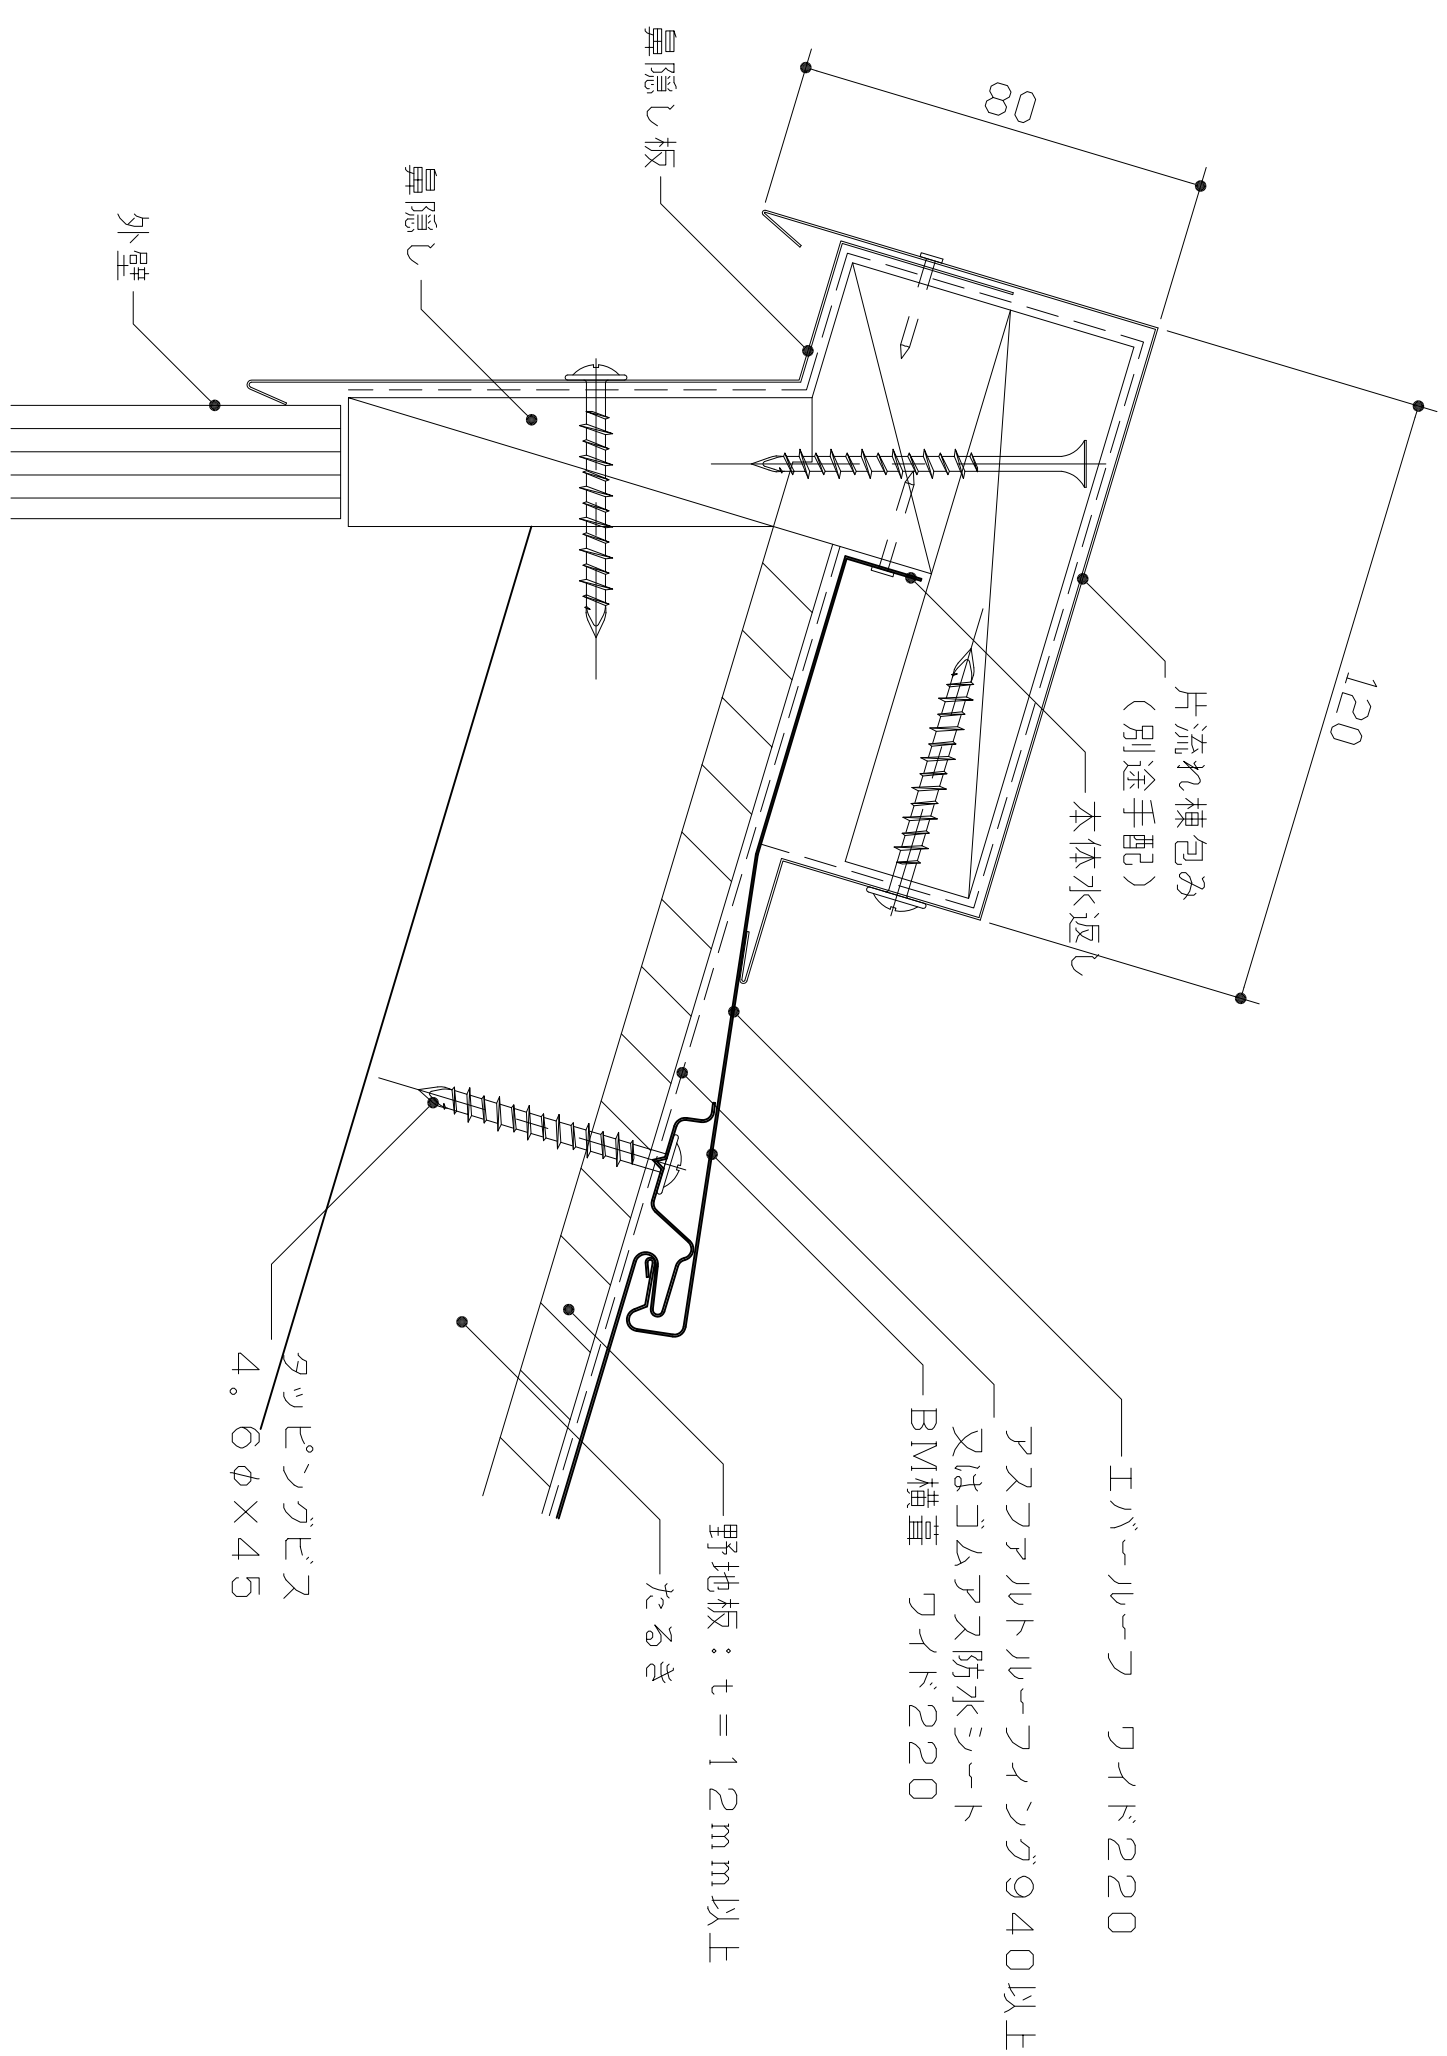 120
80
片流れ棟包み
(別途手配)
本体水返し
エバールーフ ワイド220
アスファルトルーフィング940以上
又はゴムアス防水シート
BM横葺 ワイド220
野地板:t=12mm以上
たるき
鼻隠し板
鼻隠し
外壁
タッピングビス
4.6φ×45